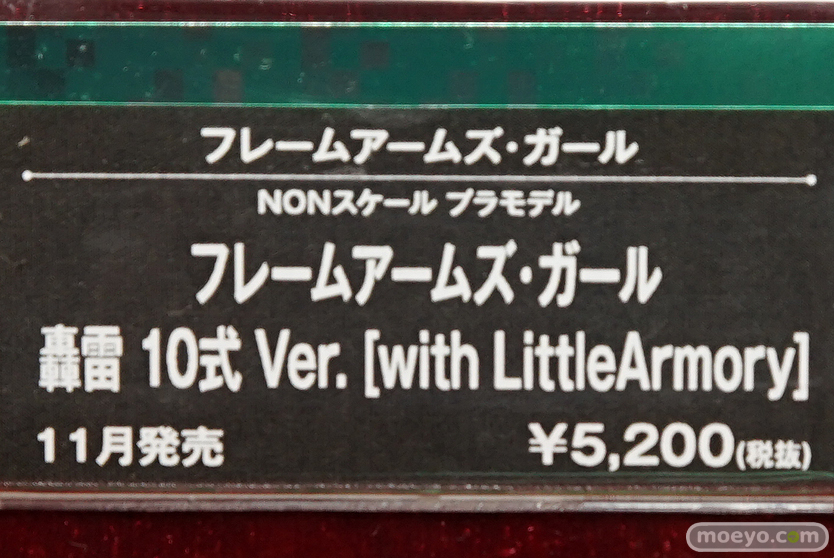 フレームアームズ・ガール
NONスケール プラモデル
フレームアームズ・ガール
轟雷 10式 Ver. [with LittleArmory]
11月発売 ¥5,200(税抜)
moeyo.com